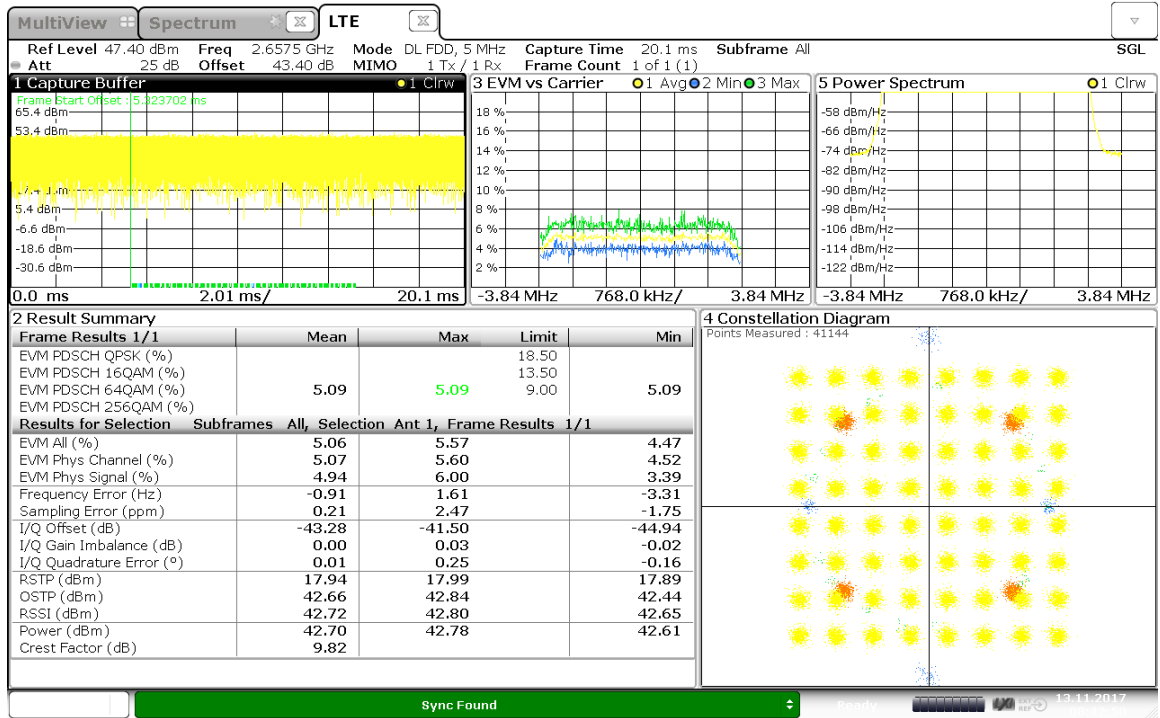 MultiView Spectrum LTE
Ref Level 47.40 dBm Freq 2.6575 GHz Mode DL FDD, 5 MHz Capture Time 20.1 ms Subframe All SGL
Att 25 dB Offset 43.40 dB MIMO 1 Tx / 1 Rx Frame Count 1 of 1 (1)
1 Capture Buffer 1 Clrw
Frame Start Offset : 5.323702 ms
65.4 dBm
53.4 dBm
5.4 dBm
-6.6 dBm
-18.6 dBm
-30.6 dBm
0.0 ms 2.01 ms/ 20.1 ms
3 EVM vs Carrier 1 Avg 2 Min 3 Max
18 %
16 %
14 %
12 %
10 %
8 %
6 %
4 %
2 %
-3.84 MHz 768.0 kHz/ 3.84 MHz
5 Power Spectrum 1 Clrw
-58 dBm/Hz
-66 dBm/Hz
-74 dBm/Hz
-82 dBm/Hz
-90 dBm/Hz
-98 dBm/Hz
-106 dBm/Hz
-114 dBm/Hz
-122 dBm/Hz
-3.84 MHz 768.0 kHz/ 3.84 MHz
2 Result Summary
Frame Results 1/1 Mean Max Limit Min
EVM PDSCH QPSK (%) 18.50
EVM PDSCH 16QAM (%) 13.50
EVM PDSCH 64QAM (%) 5.09 5.09 9.00 5.09
EVM PDSCH 256QAM (%)
Results for Selection Subframes All, Selection Ant 1, Frame Results 1/1
EVM All (%) 5.06 5.57 4.47
EVM Phys Channel (%) 5.07 5.60 4.52
EVM Phys Signal (%) 4.94 6.00 3.39
Frequency Error (Hz) -0.91 1.61 -3.31
Sampling Error (ppm) 0.21 2.47 -1.75
I/Q Offset (dB) -43.28 -41.50 -44.94
I/Q Gain Imbalance (dB) 0.00 0.03 -0.02
I/Q Quadrature Error (º) 0.01 0.25 -0.16
RSTP (dBm) 17.94 17.99 17.89
OSTP (dBm) 42.66 42.84 42.44
RSSI (dBm) 42.72 42.80 42.65
Power (dBm) 42.70 42.78 42.61
Crest Factor (dB) 9.82
4 Constellation Diagram
Points Measured : 41144
Sync Found
Ready
LXI
13.11.2017